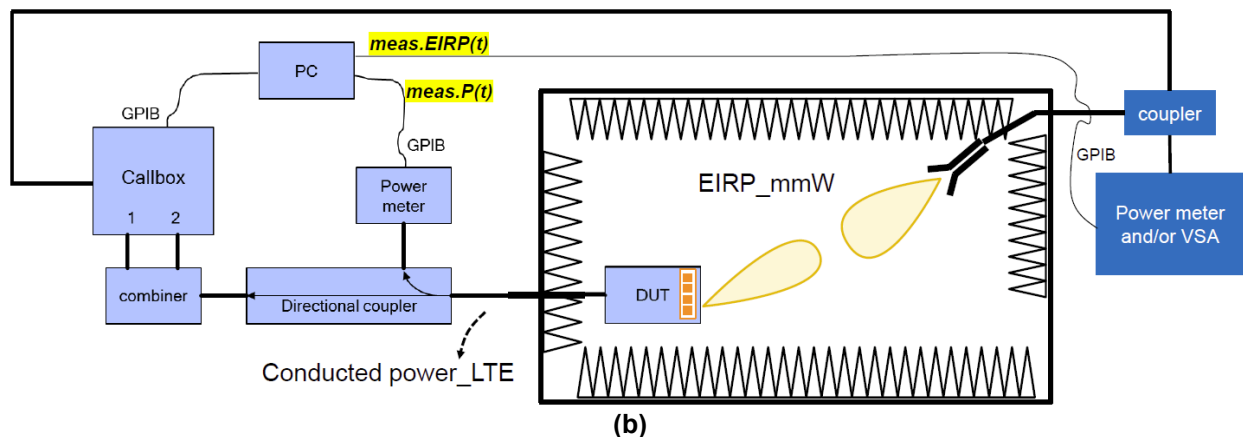 meas.EIRP(t)
PC
meas.P(t)
GPIB
GPIB
coupler
Callbox
1 2
Power
meter
EIRP_mmW
GPIB
Power meter
and/or VSA
combiner
Directional coupler
DUT
Conducted power_LTE
(b)